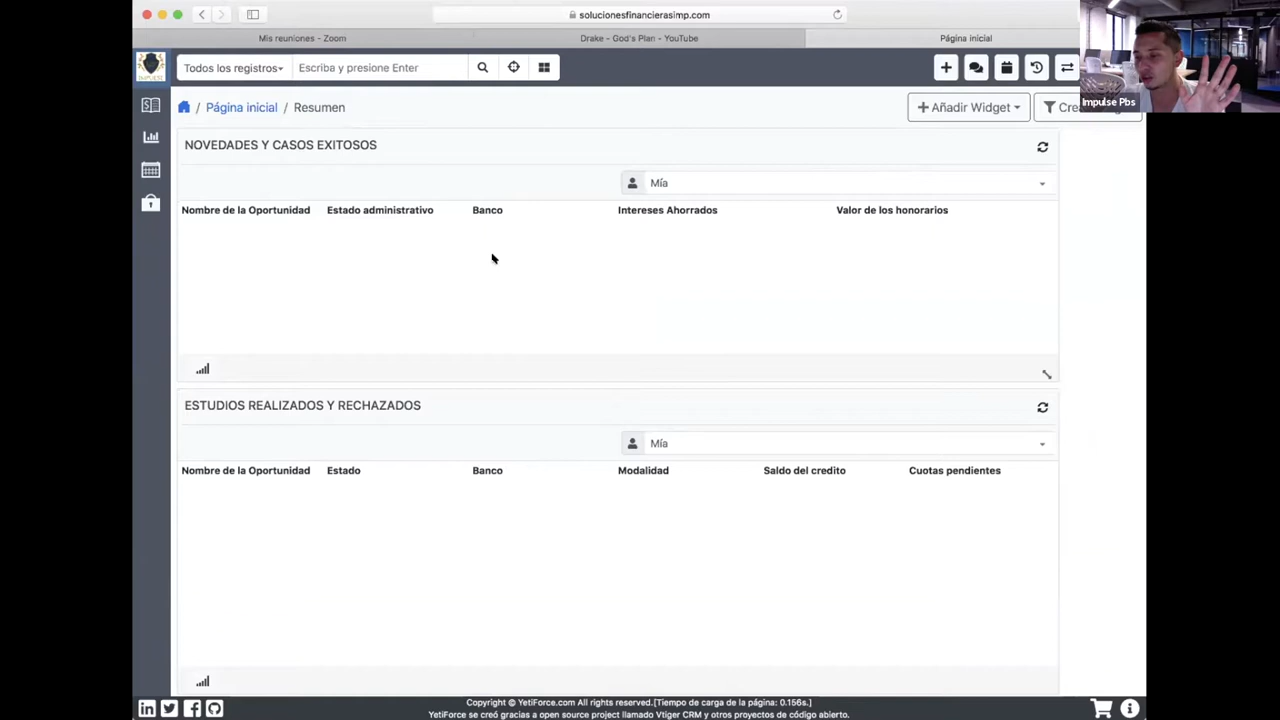 solucionesfinancierasimp.com
Mis reuniones - Zoom
Drake - God's Plan - YouTube
Página inicial
Todos los registros
Escriba y presione Enter
Impulse Pbs
Página inicial / Resumen
Añadir Widget
NOVEDADES Y CASOS EXITOSOS
Mía
Nombre de la Oportunidad
Estado administrativo
Banco
Intereses Ahorrados
Valor de los honorarios
ESTUDIOS REALIZADOS Y RECHAZADOS
Mía
Nombre de la Oportunidad
Estado
Banco
Modalidad
Saldo del credito
Cuotas pendientes
Copyright © YetiForce.com All rights reserved.[Tiempo de carga de la página: 0.156s.]
YetiForce se creó gracias a open source project llamado Vtiger CRM y otros proyectos de código abierto.